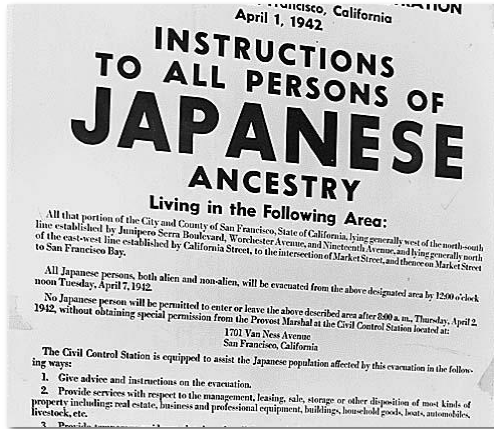 Francisco, California
April 1, 1942
INSTRUCTIONS
TO ALL PERSONS OF
JAPANESE
ANCESTRY
Living in the Following Area:
All that portion of the City and County of San Francisco, State of California, lying generally west of the north-south
line established by Junipero Serra Boulevard, Worchester Avenue, and Nineteenth Avenue, and lying generally north
of the east-west line established by California Street, to the intersection of Market Street, and thence on Market Street
to San Francisco Bay.
All Japanese persons, both alien and non-alien, will be evacuated from the above designated area by 12:00 o'clock
noon Tuesday, April 7, 1942.
No Japanese person will be permitted to enter or leave the above described area after 8:00 a. m., Thursday, April 2,
1942, without obtaining special permission from the Provost Marshal at the Civil Control Station located at:
1701 Van Ness Avenue
San Francisco, California
The Civil Control Station is equipped to assist the Japanese population affected by this evacuation in the follow-
ing ways:
1. Give advice and instructions on the evacuation.
2. Provide services with respect to the management, leasing, sale, storage or other disposition of most kinds of
property including: real estate, business and professional equipment, buildings, household goods, boats, automobiles,
livestock, etc.
3. Provide